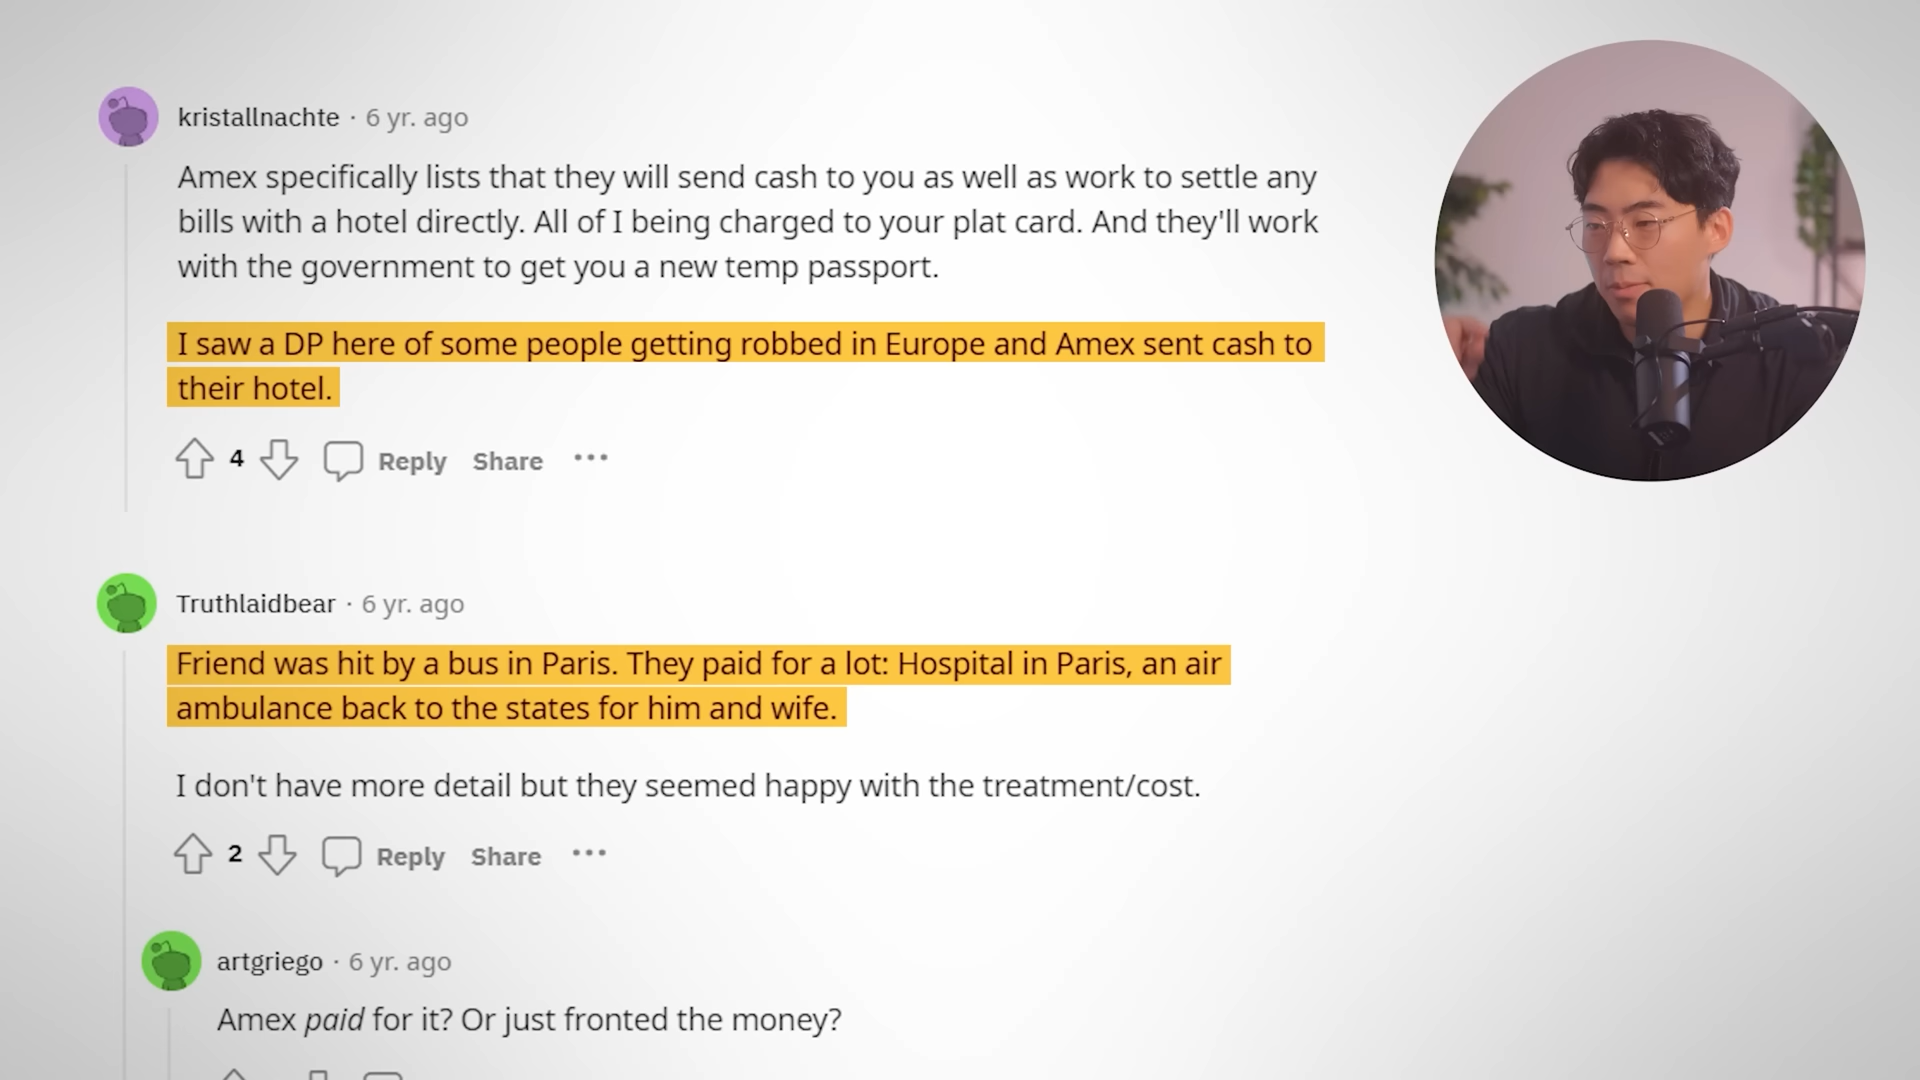 kristallnachte · 6 yr. ago
Amex specifically lists that they will send cash to you as well as work to settle any
bills with a hotel directly. All of I being charged to your plat card. And they'll work
with the government to get you a new temp passport.
I saw a DP here of some people getting robbed in Europe and Amex sent cash to
their hotel.
4 Reply Share ···
Truthlaidbear · 6 yr. ago
Friend was hit by a bus in Paris. They paid for a lot: Hospital in Paris, an air
ambulance back to the states for him and wife.
I don't have more detail but they seemed happy with the treatment/cost.
2 Reply Share ···
artgriego · 6 yr. ago
Amex paid for it? Or just fronted the money?